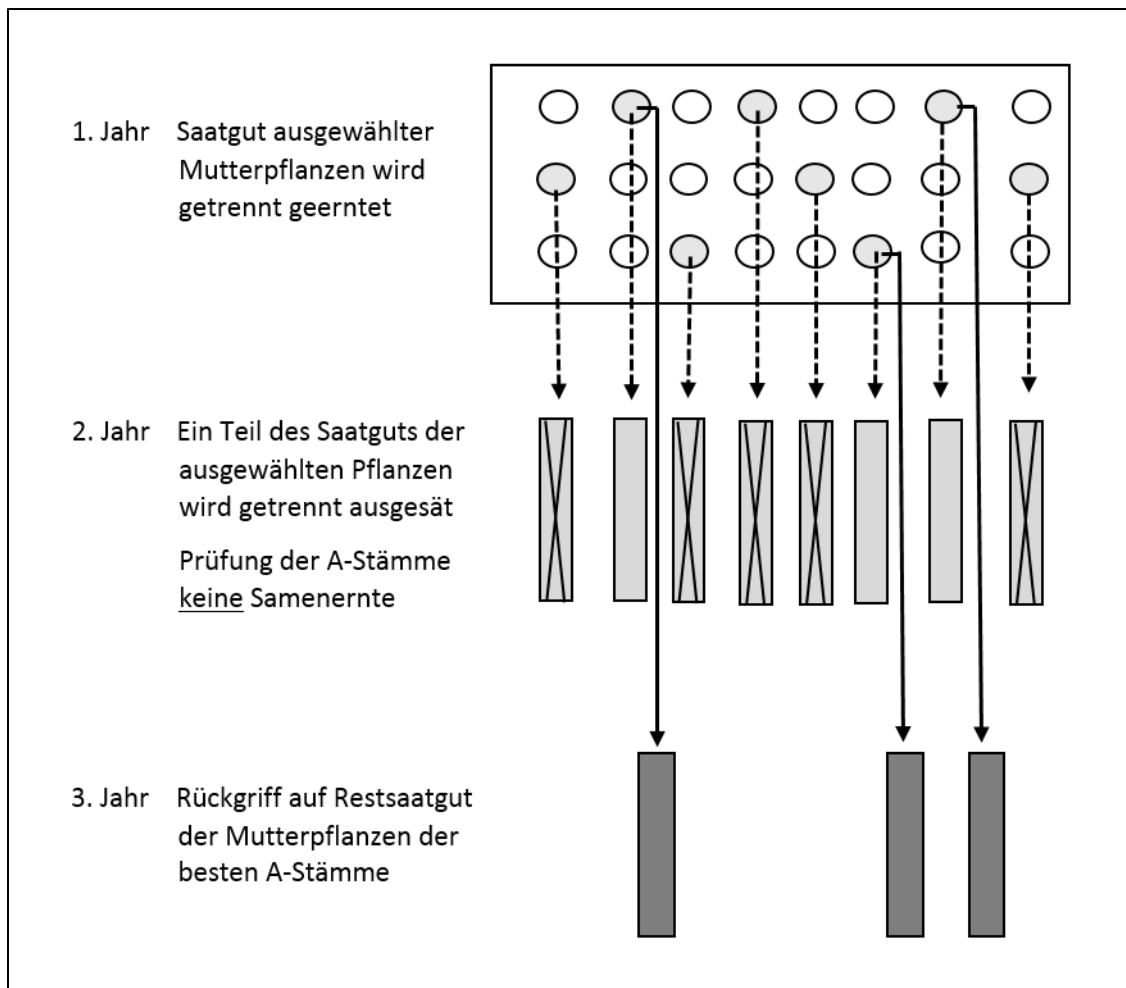 1. Jahr Saatgut ausgewählter
Mutterpflanzen wird
getrennt geerntet
2. Jahr Ein Teil des Saatguts der
ausgewählten Pflanzen
wird getrennt ausgesät
Prüfung der A-Stämme
keine Samenernte
3. Jahr Rückgriff auf Restsaatgut
der Mutterpflanzen der
besten A-Stämme